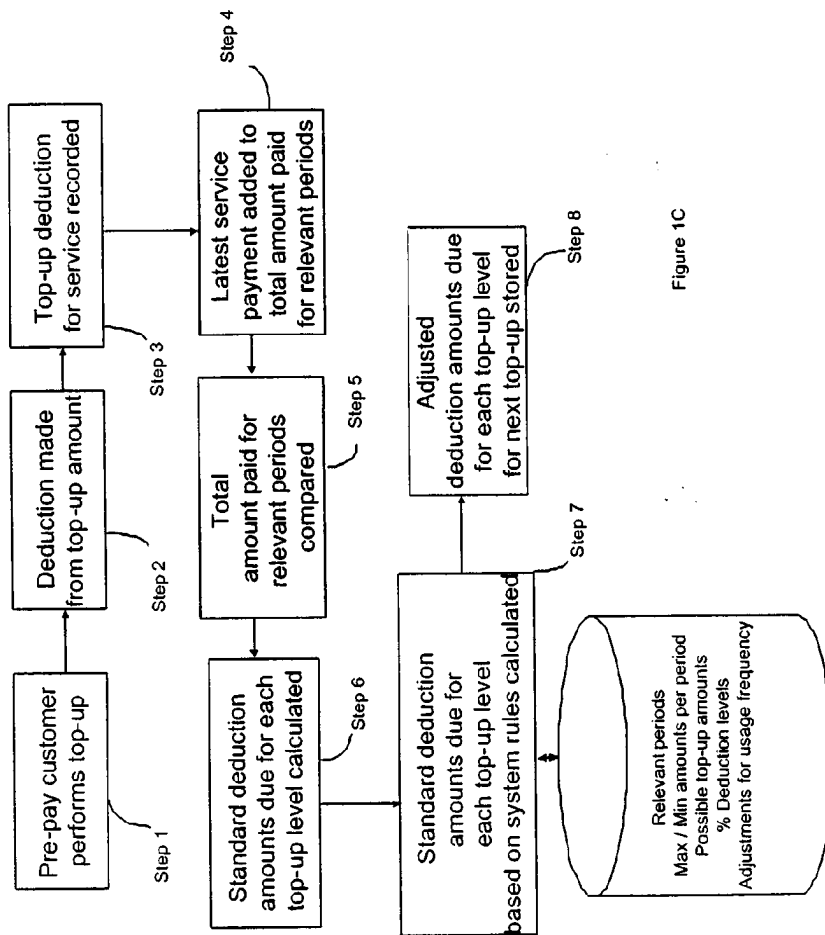 Pre-pay customer
performs top-up
Step 1
Deduction made
from top-up amount
Step 2
Top-up deduction
for service recorded
Step 3
Latest service
payment added to
total amount paid
for relevant periods
Step 4
Total
amount paid for
relevant periods
compared
Step 5
Standard deduction
amounts due for each
top-up level calculated
Step 6
Standard deduction
amounts due for
each top-up level
based on system rules calculated
Step 7
Adjusted
deduction amounts due
for each top-up level
for next top-up stored
Step 8
Relevant periods
Max / Min amounts per period
Possible top-up amounts
% Deduction levels
Adjustments for usage frequency
Figure 1C